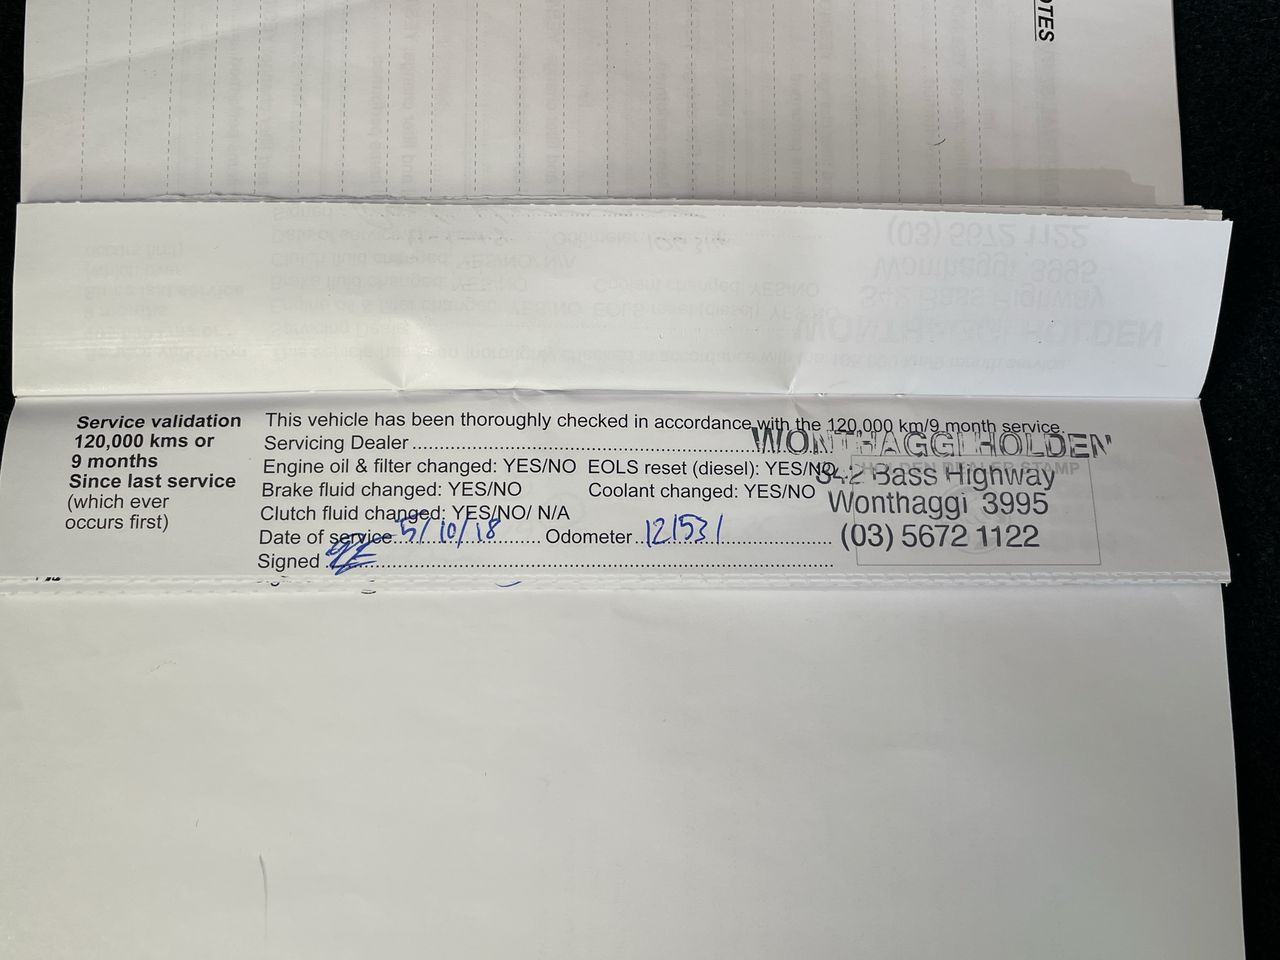 OTES
Service validation
120,000 kms or
9 months
Since last service
(which ever
occurs first)
This vehicle has been thoroughly checked in accordance with the 120,000 km/9 month service.
Servicing Dealer
Engine oil & filter changed: YES/NO EOLS reset (diesel): YES/NO
Brake fluid changed: YES/NO Coolant changed: YES/NO
Clutch fluid changed: YES/NO/ N/A
Date of service 5/10/18 Odometer 121531
Signed
WONTHAGGI HOLDEN
HOLDEN DEALER STAMP
342 Bass Highway
Wonthaggi 3995
(03) 5672 1122